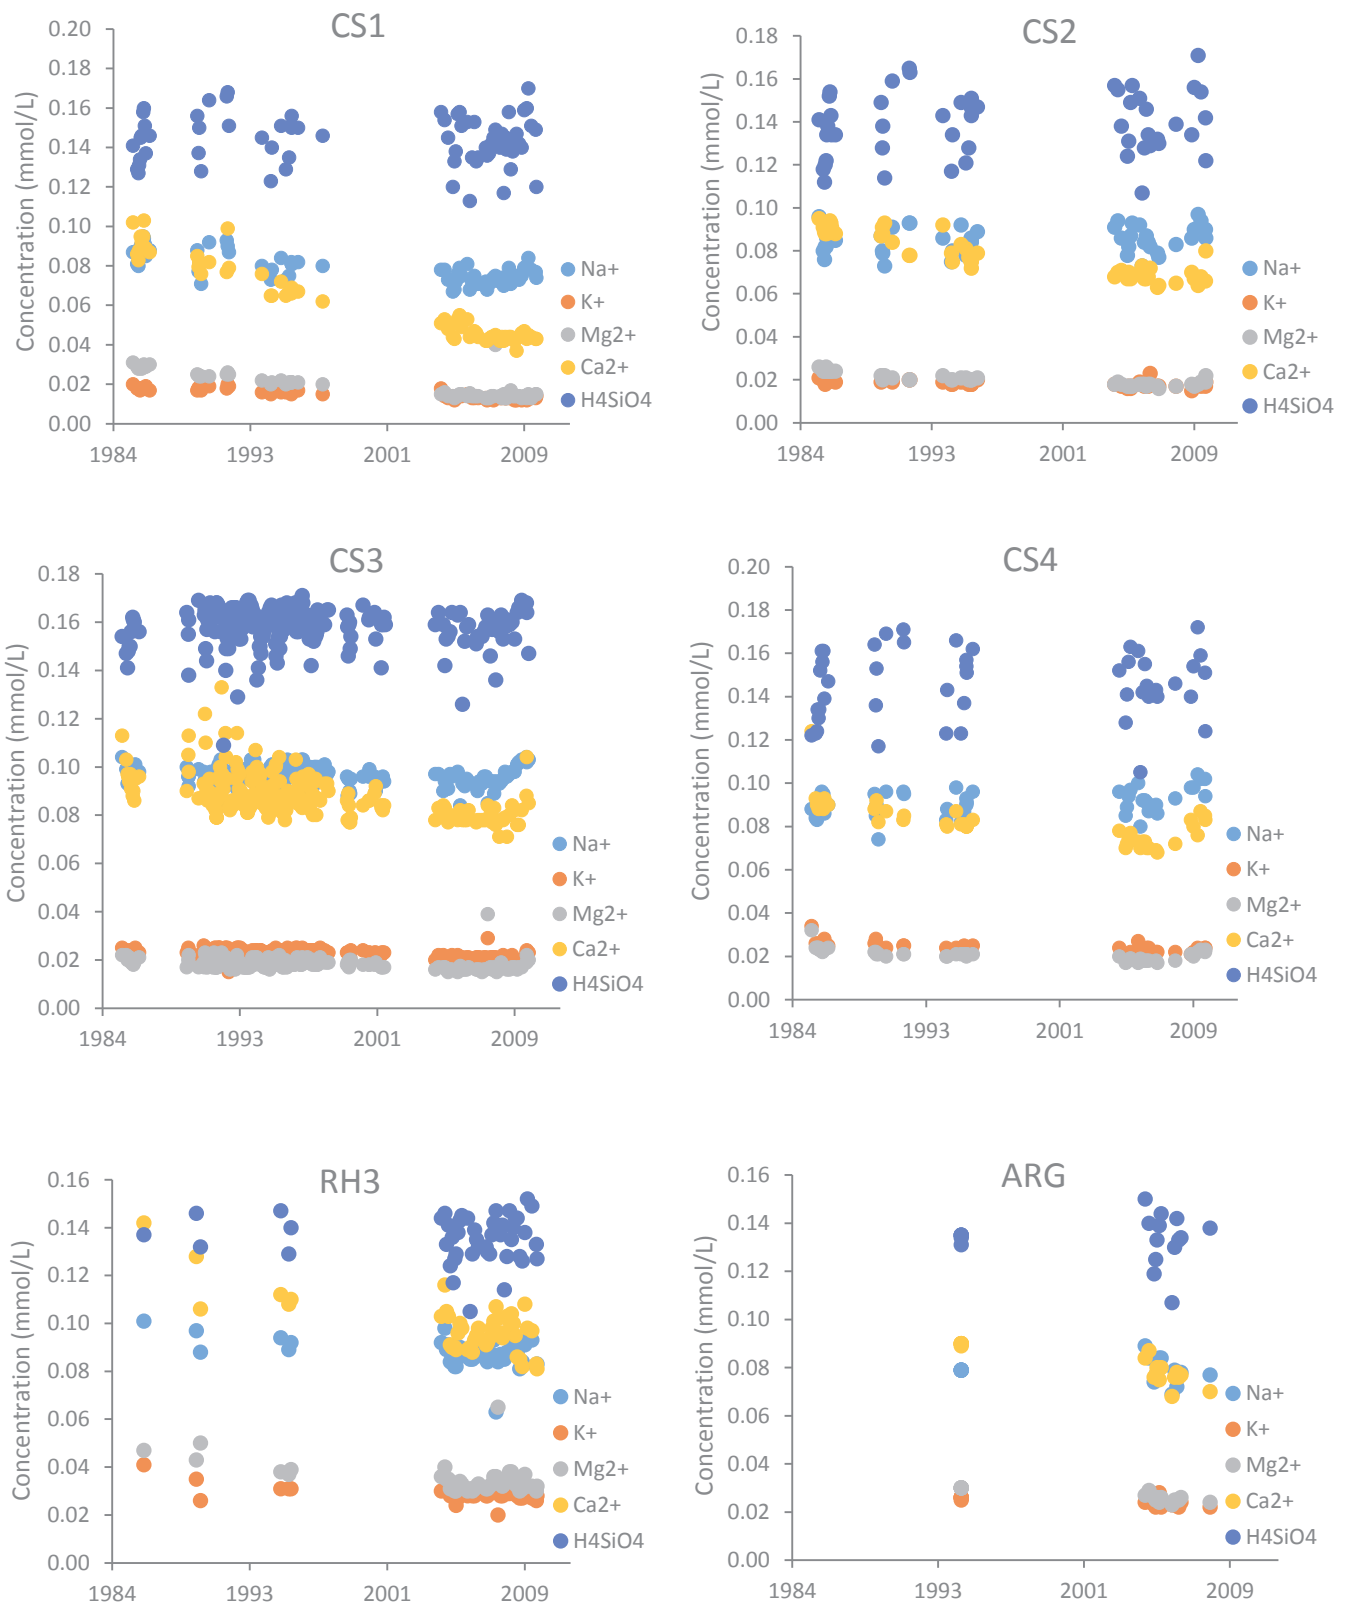 CS1
Concentration (mmol/L)
0.20
0.18
0.16
0.14
0.12
0.10
0.08
0.06
0.04
0.02
0.00
1984 1993 2001 2009
Na+
K+
Mg2+
Ca2+
H4SiO4
CS2
Concentration (mmol/L)
0.18
0.16
0.14
0.12
0.10
0.08
0.06
0.04
0.02
0.00
1984 1993 2001 2009
Na+
K+
Mg2+
Ca2+
H4SiO4
CS3
Concentration (mmol/L)
0.18
0.16
0.14
0.12
0.10
0.08
0.06
0.04
0.02
0.00
1984 1993 2001 2009
Na+
K+
Mg2+
Ca2+
H4SiO4
CS4
Concentration (mmol/L)
0.20
0.18
0.16
0.14
0.12
0.10
0.08
0.06
0.04
0.02
0.00
1984 1993 2001 2009
Na+
K+
Mg2+
Ca2+
H4SiO4
RH3
Concentration (mmol/L)
0.16
0.14
0.12
0.10
0.08
0.06
0.04
0.02
0.00
1984 1993 2001 2009
Na+
K+
Mg2+
Ca2+
H4SiO4
ARG
Concentration (mmol/L)
0.16
0.14
0.12
0.10
0.08
0.06
0.04
0.02
0.00
1984 1993 2001 2009
Na+
K+
Mg2+
Ca2+
H4SiO4